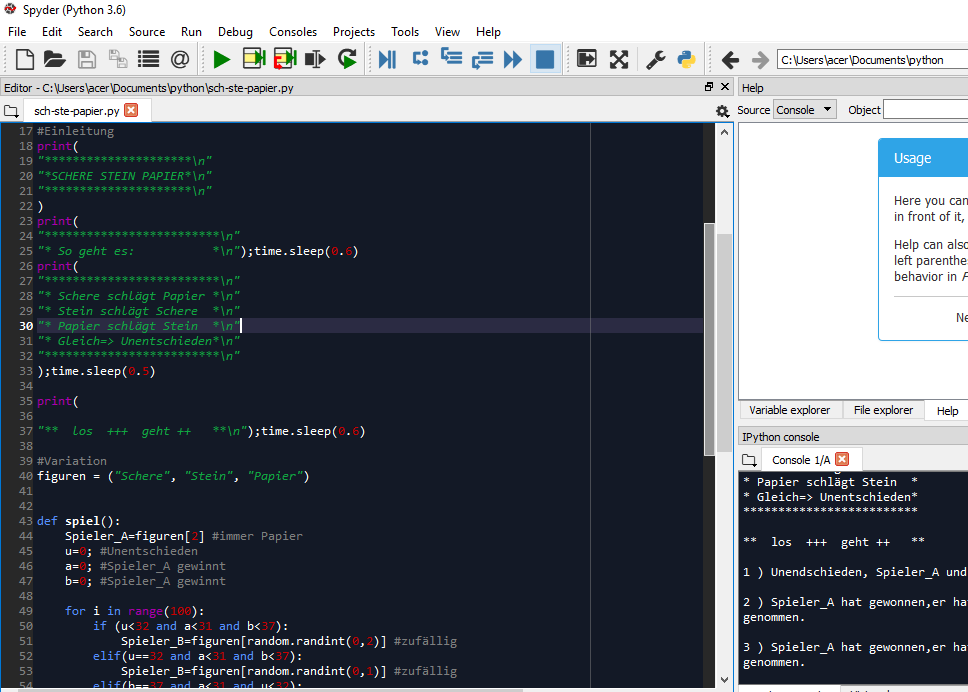 Spyder (Python 3.6)
File Edit Search Source Run Debug Consoles Projects Tools View Help
C:\Users\acer\Documents\python
Editor - C:\Users\acer\Documents\python\sch-ste-papier.py
sch-ste-papier.py
17 #Einleitung
18 print(
19 "*********************\n"
20 "*SCHERE STEIN PAPIER*\n"
21 "*********************\n"
22 )
23 print(
24 "*************************\n"
25 "* So geht es:           *\n");time.sleep(0.6)
26 print(
27 "*************************\n"
28 "* Schere schlägt Papier *\n"
29 "* Stein schlägt Schere  *\n"
30 "* Papier schlägt Stein  *\n"
31 "* Gleich=> Unentschieden*\n"
32 "*************************\n"
33 );time.sleep(0.5)
34
35 print(
36
37 "**  los  +++  geht ++   **\n");time.sleep(0.6)
38
39 #Variation
40 figuren = ("Schere", "Stein", "Papier")
41
42
43 def spiel():
44     Spieler_A=figuren[2] #immer Papier
45     u=0; #Unentschieden
46     a=0; #Spieler_A gewinnt
47     b=0; #Spieler_A gewinnt
48
49     for i in range(100):
50         if (u<32 and a<31 and b<37):
51             Spieler_B=figuren[random.randint(0,2)] #zufällig
52         elif(u==32 and a<31 and b<37):
53             Spieler_B=figuren[random.randint(0,1)] #zufällig
54         elif(b==37 and a<31 and u<32):
Help
Source Console Object
Usage
Here you can
in front of it,
Help can also
left parenthe
behavior in
Ne
Variable explorer File explorer Help
IPython console
Console 1/A
* Papier schlägt Stein  *
* Gleich=> Unentschieden*
*************************
**  los  +++  geht ++   **
1 ) Unendschieden, Spieler_A und
2 ) Spieler_A hat gewonnen,er ha
genommen.
3 ) Spieler_A hat gewonnen,er ha
genommen.